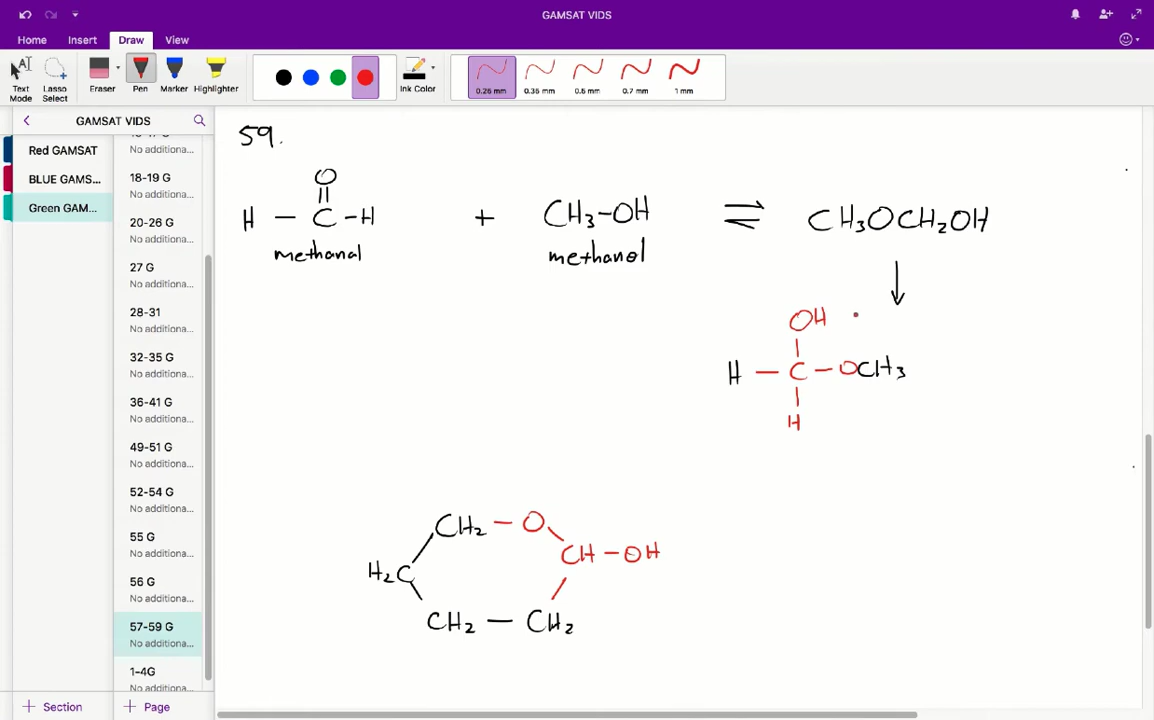 GAMSAT VIDS
Home Insert Draw View
Text Mode
Lasso Select
Eraser
Pen
Marker
Highlighter
Ink Color
0.25 mm
0.35 mm
0.5 mm
0.7 mm
1 mm
GAMSAT VIDS
Red GAMSAT
BLUE GAMS...
Green GAM...
No additiona...
18-19 G
No additiona...
20-26 G
No additiona...
27 G
No additiona...
28-31
No additiona...
32-35 G
No additiona...
36-41 G
No additiona...
49-51 G
No additiona...
52-54 G
No additiona...
55 G
No additiona...
56 G
No additiona...
57-59 G
No additiona...
1-4G
No additiona...
+ Section
+ Page
59.
O
H — C — H + CH₃-OH ⇌ CH₃OCH₂OH
methanal methanol
OH
H — C — OCH₃
H
CH₂ — O
CH — OH
H₂C
CH₂ — CH₂